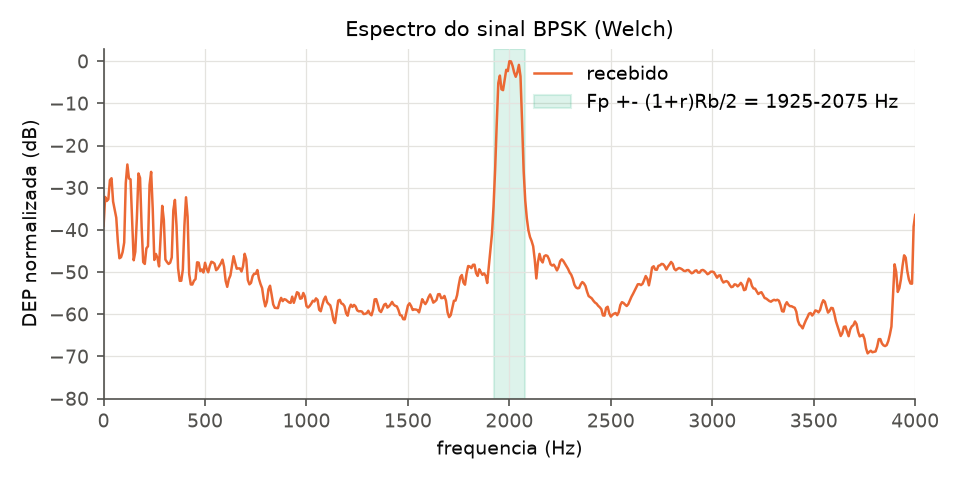 Espectro do sinal BPSK (Welch)
recebido
Fp +- (1+r)Rb/2 = 1925-2075 Hz
DEP normalizada (dB)
0
−10
−20
−30
−40
−50
−60
−70
−80
0 500 1000 1500 2000 2500 3000 3500 4000
frequencia (Hz)